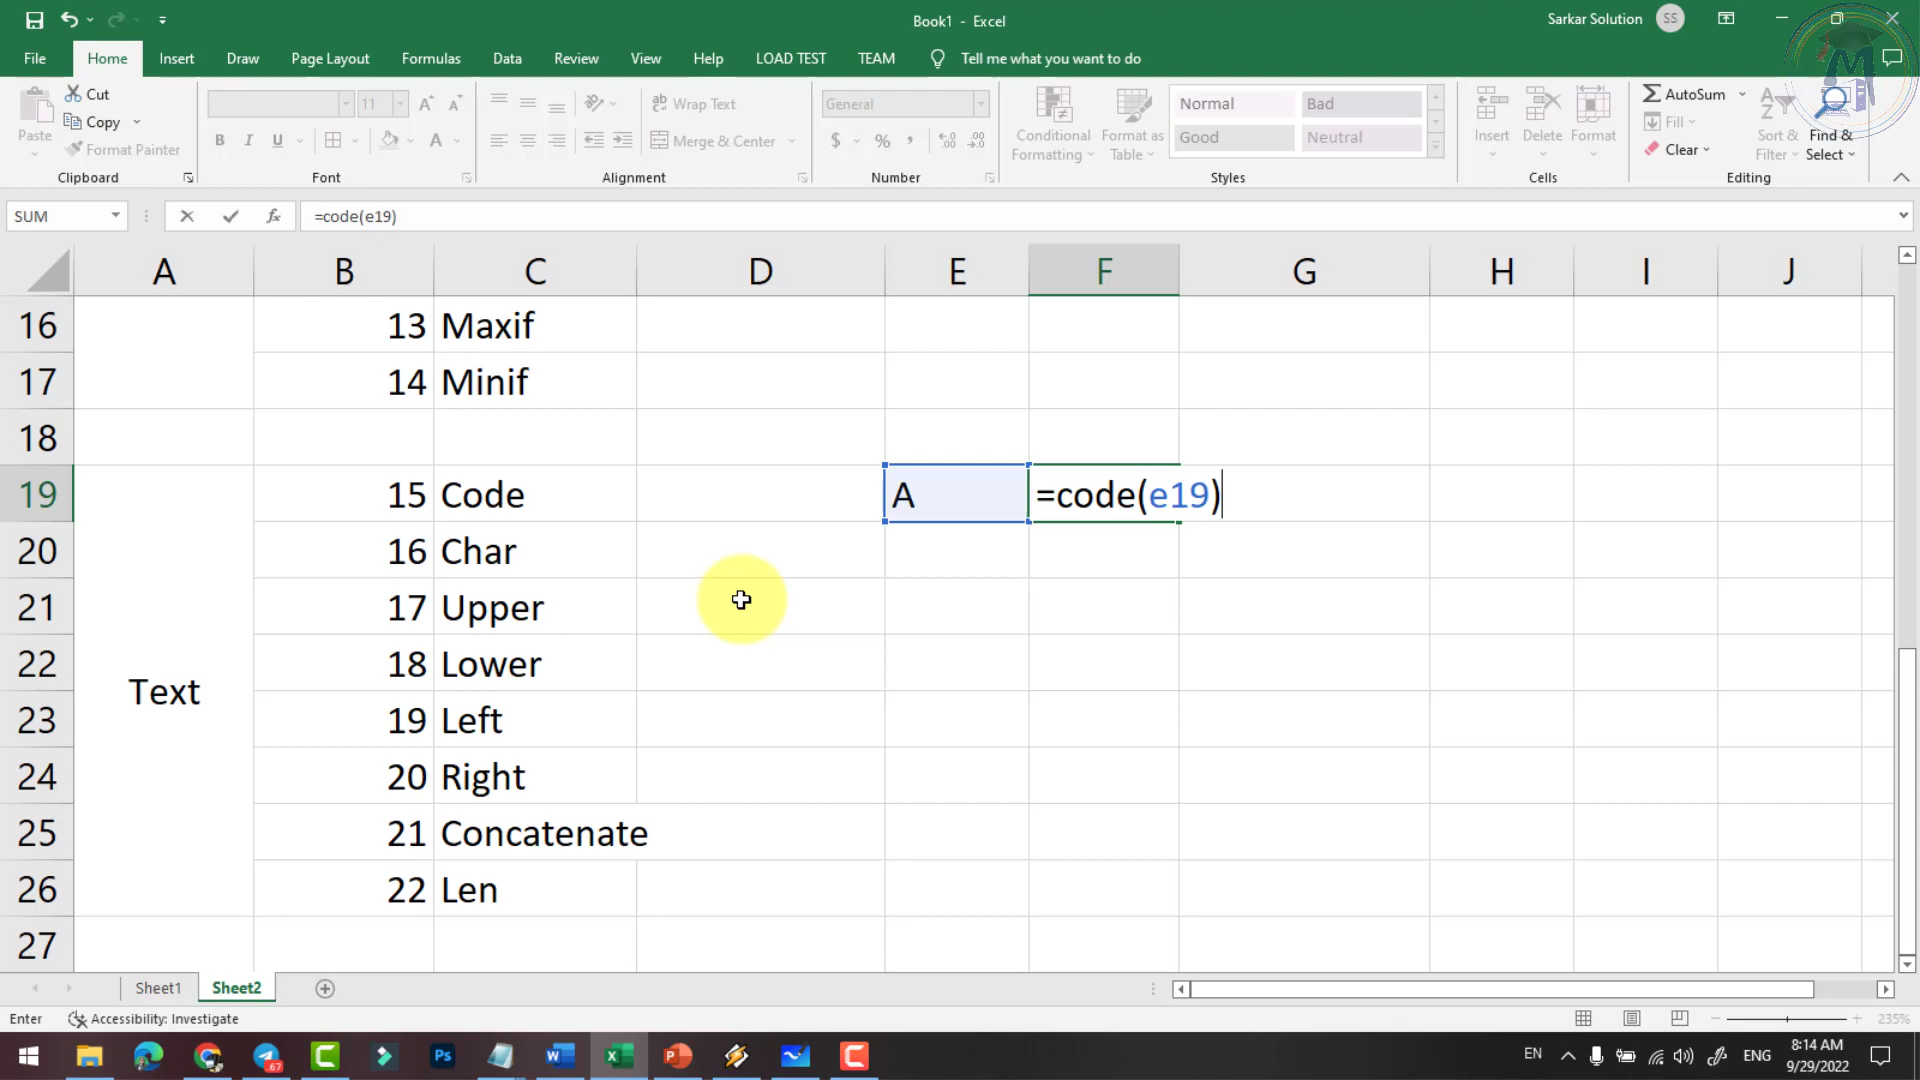 Book1 - Excel
Sarkar Solution SS
File Home Insert Draw Page Layout Formulas Data Review View Help LOAD TEST TEAM Tell me what you want to do
Paste
Cut
Copy
Format Painter
Clipboard
11
B I U
Font
Wrap Text
Merge & Center
Alignment
General
$ % ,
Number
Conditional Formatting
Format as Table
Normal Bad
Good Neutral
Styles
Insert Delete Format
Cells
AutoSum
Fill
Clear
Sort & Filter
Find & Select
Editing
SUM fx =code(e19)
A B C D E F G H I J
16 13 Maxif
17 14 Minif
18
19 15 Code A =code(e19)
20 16 Char
21 17 Upper
22 18 Lower
Text
23 19 Left
24 20 Right
25 21 Concatenate
26 22 Len
27
Sheet1 Sheet2
Enter Accessibility: Investigate 235%
EN ENG 8:14 AM
9/29/2022